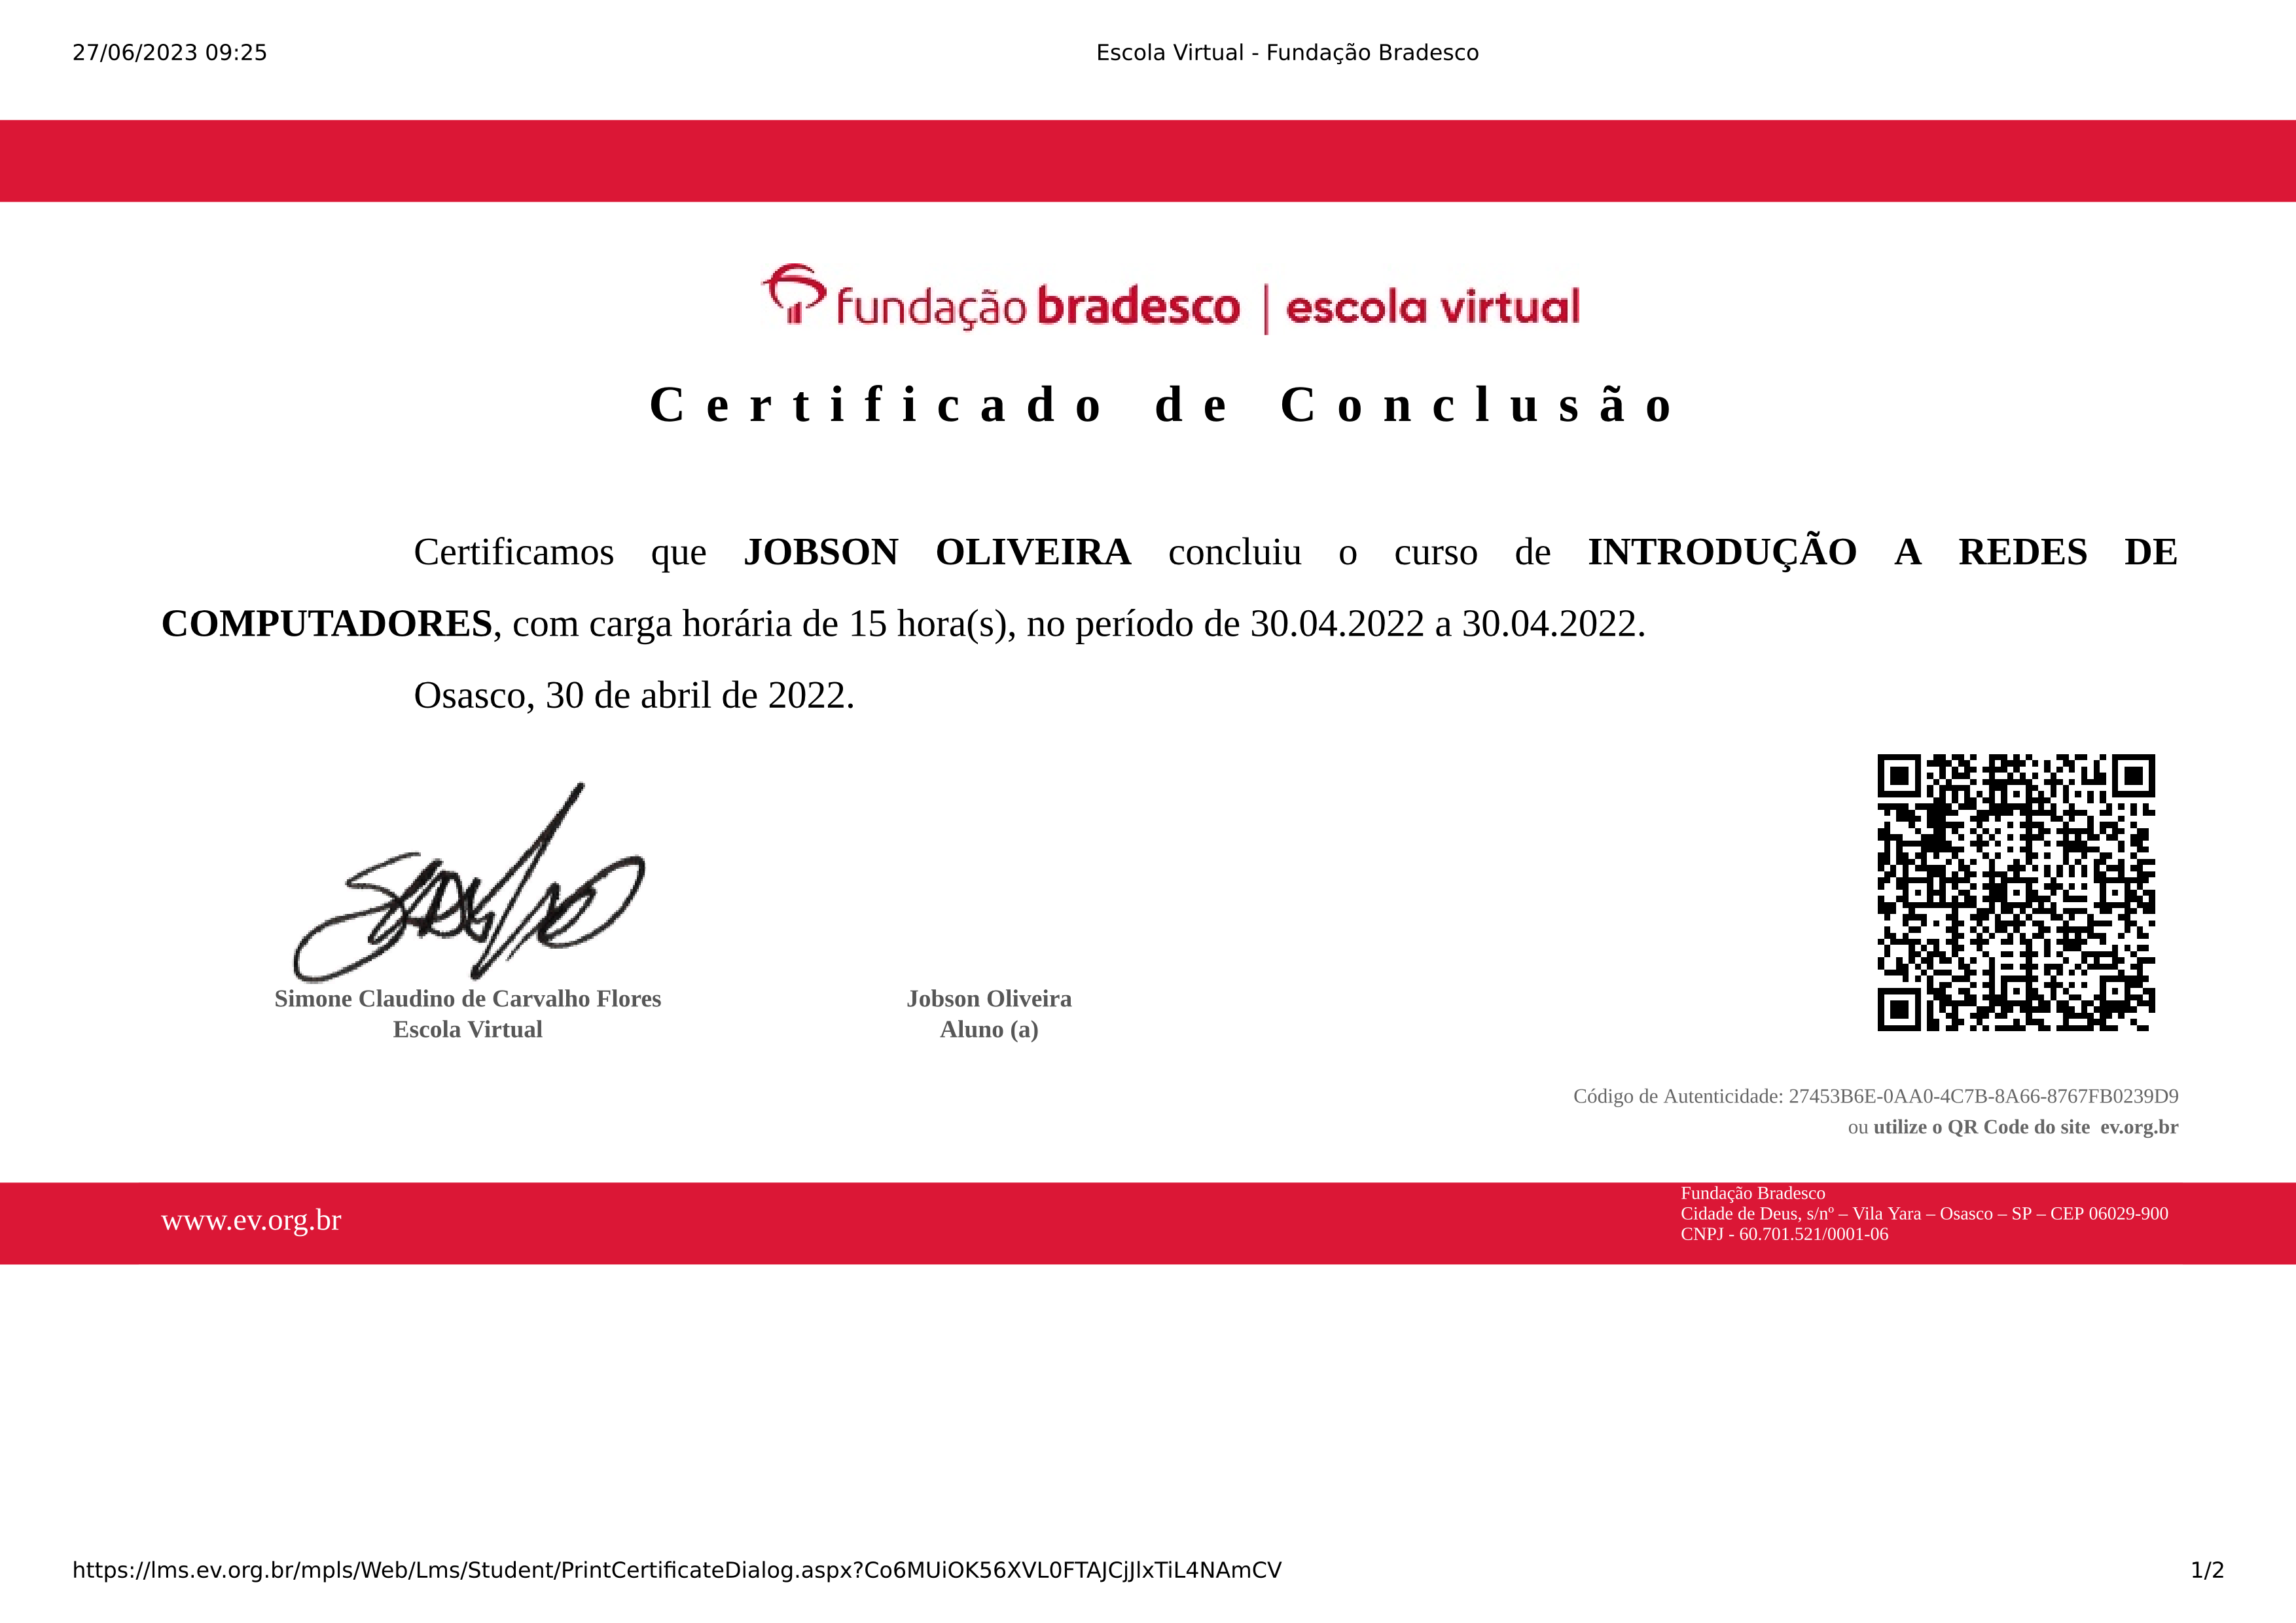 27/06/2023 09:25
Escola Virtual - Fundação Bradesco
fundação bradesco | escola virtual
Certificado de Conclusão
Certificamos que JOBSON OLIVEIRA concluiu o curso de INTRODUÇÃO A REDES DE
COMPUTADORES, com carga horária de 15 hora(s), no período de 30.04.2022 a 30.04.2022.
Osasco, 30 de abril de 2022.
Simone Claudino de Carvalho Flores
Escola Virtual
Jobson Oliveira
Aluno (a)
Código de Autenticidade: 27453B6E-0AA0-4C7B-8A66-8767FB0239D9
ou utilize o QR Code do site ev.org.br
www.ev.org.br
Fundação Bradesco
Cidade de Deus, s/nº – Vila Yara – Osasco – SP – CEP 06029-900
CNPJ - 60.701.521/0001-06
https://lms.ev.org.br/mpls/Web/Lms/Student/PrintCertificateDialog.aspx?Co6MUiOK56XVL0FTAJCjJlxTiL4NAmCV
1/2